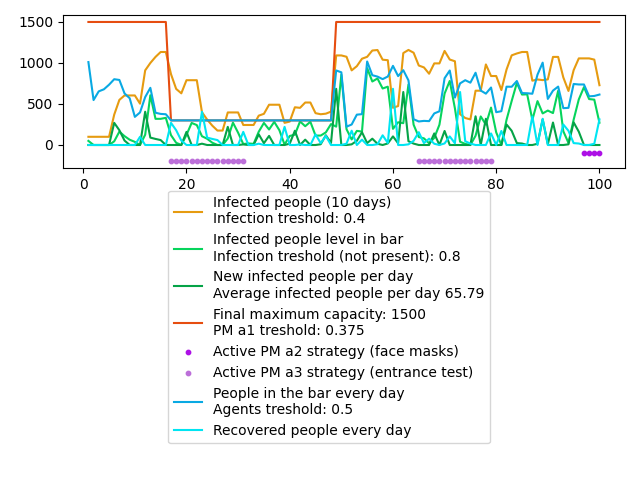 1500
1000
500
0
0
20
40
60
80
100
Infected people (10 days)
Infection treshold: 0.4
Infected people level in bar
Infection treshold (not present): 0.8
New infected people per day
Average infected people per day 65.79
Final maximum capacity: 1500
PM a1 treshold: 0.375
Active PM a2 strategy (face masks)
Active PM a3 strategy (entrance test)
People in the bar every day
Agents treshold: 0.5
Recovered people every day